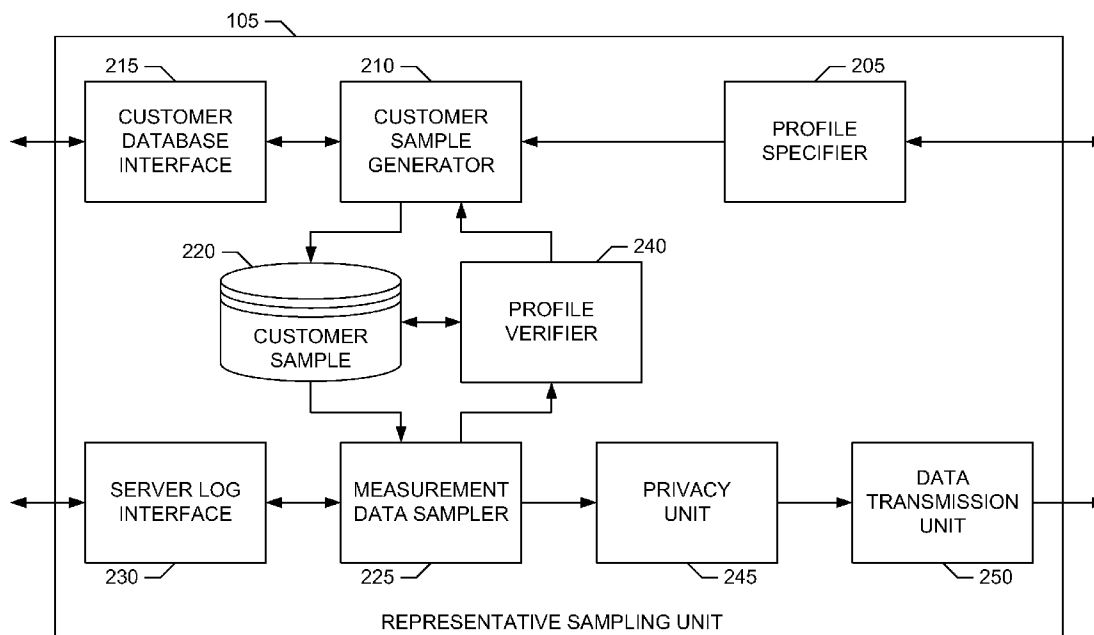 105
215
210
205
CUSTOMER
DATABASE
INTERFACE
CUSTOMER
SAMPLE
GENERATOR
PROFILE
SPECIFIER
220
240
CUSTOMER
SAMPLE
PROFILE
VERIFIER
SERVER LOG
INTERFACE
MEASUREMENT
DATA SAMPLER
PRIVACY
UNIT
DATA
TRANSMISSION
UNIT
230
225
245
250
REPRESENTATIVE SAMPLING UNIT